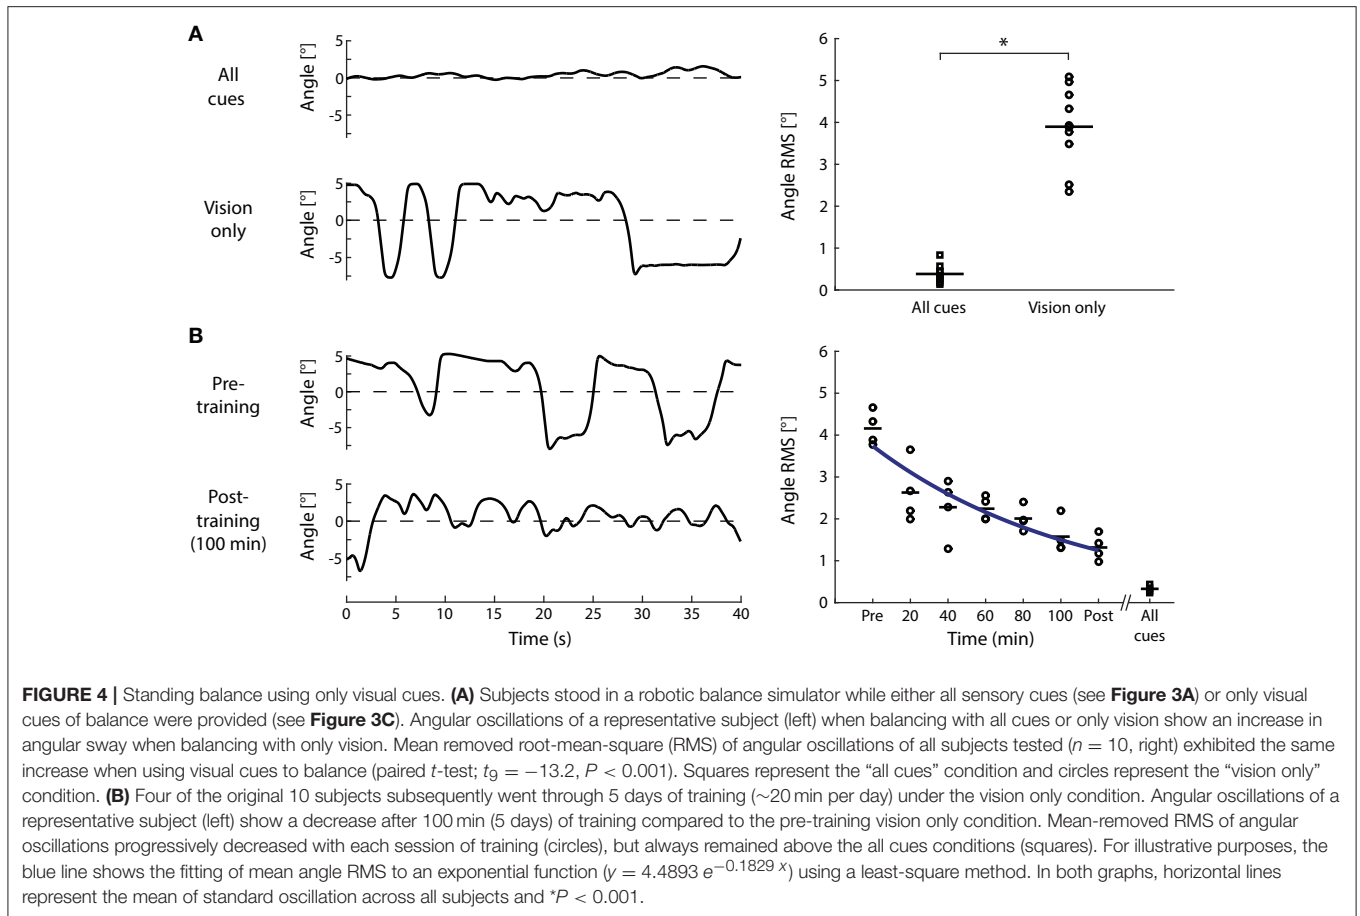 A
All
cues
Angle [°]
5
0
-5
Vision
only
Angle [°]
5
0
-5
Angle RMS [°]
6
5
4
3
2
1
0
*
All cues
Vision only
B
Pre-
training
Angle [°]
5
0
-5
Post-
training
(100 min)
Angle [°]
5
0
-5
0 5 10 15 20 25 30 35 40
Time (s)
Angle RMS [°]
6
5
4
3
2
1
0
Pre 20 40 60 80 100 Post All
cues
Time (min)
FIGURE 4 | Standing balance using only visual cues. (A) Subjects stood in a robotic balance simulator while either all sensory cues (see Figure 3A) or only visual
cues of balance were provided (see Figure 3C). Angular oscillations of a representative subject (left) when balancing with all cues or only vision show an increase in
angular sway when balancing with only vision. Mean removed root-mean-square (RMS) of angular oscillations of all subjects tested (n = 10, right) exhibited the same
increase when using visual cues to balance (paired t-test; t₉ = −13.2, P < 0.001). Squares represent the “all cues” condition and circles represent the “vision only”
condition. (B) Four of the original 10 subjects subsequently went through 5 days of training (∼20 min per day) under the vision only condition. Angular oscillations of a
representative subject (left) show a decrease after 100 min (5 days) of training compared to the pre-training vision only condition. Mean-removed RMS of angular
oscillations progressively decreased with each session of training (circles), but always remained above the all cues conditions (squares). For illustrative purposes, the
blue line shows the fitting of mean angle RMS to an exponential function (y = 4.4893 e^−0.1829 x) using a least-square method. In both graphs, horizontal lines
represent the mean of standard oscillation across all subjects and *P < 0.001.